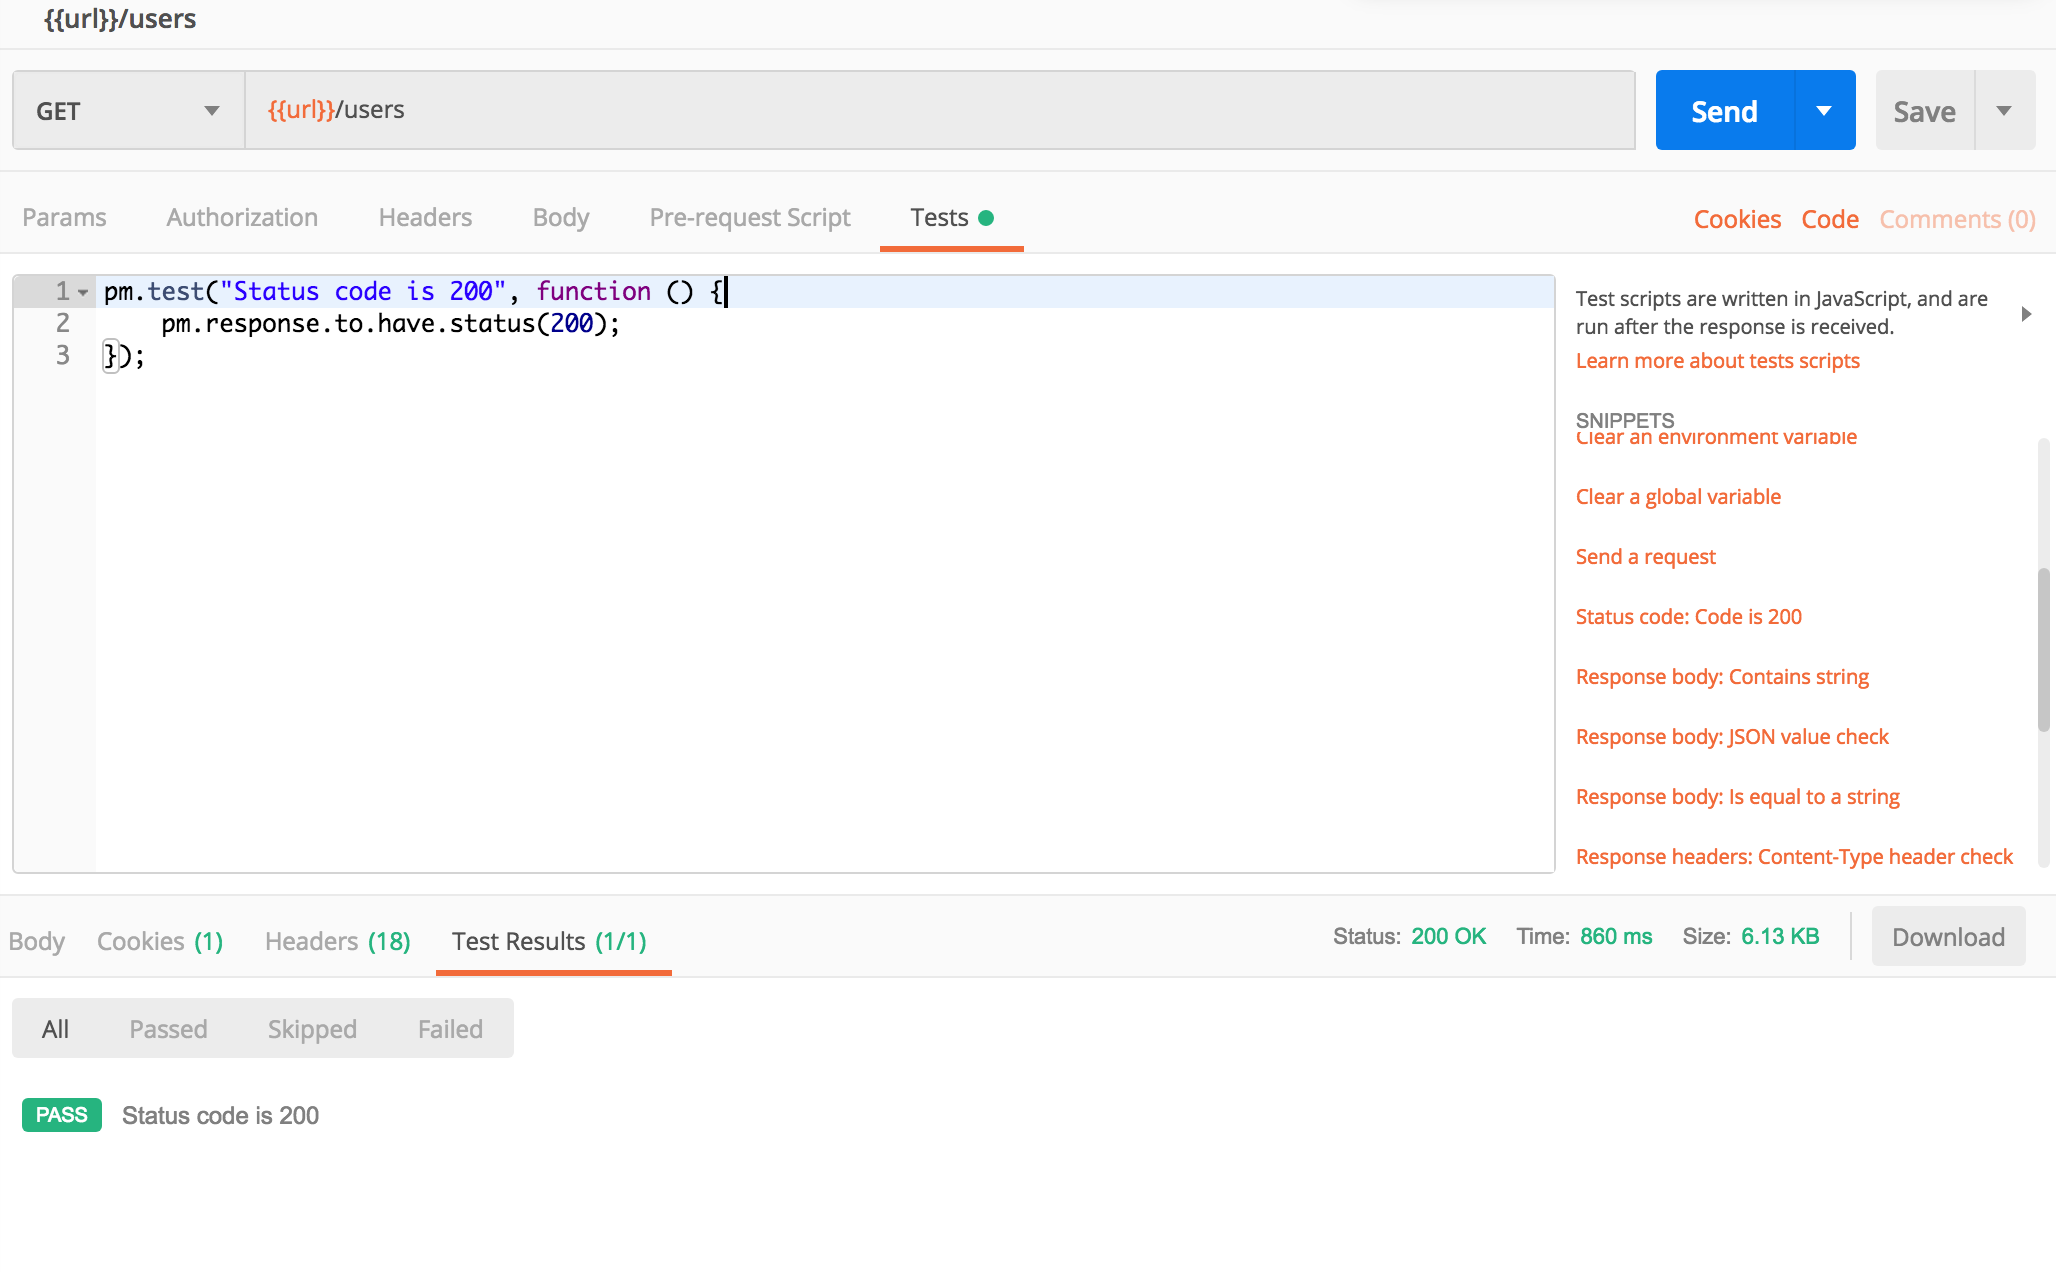 {{url}}/users
GET {{url}}/users Send Save
Params Authorization Headers Body Pre-request Script Tests Cookies Code Comments (0)
1 pm.test("Status code is 200", function () {
2     pm.response.to.have.status(200);
3 });
Test scripts are written in JavaScript, and are
run after the response is received.
Learn more about tests scripts
SNIPPETS
Clear an environment variable
Clear a global variable
Send a request
Status code: Code is 200
Response body: Contains string
Response body: JSON value check
Response body: Is equal to a string
Response headers: Content-Type header check
Body Cookies (1) Headers (18) Test Results (1/1) Status: 200 OK Time: 860 ms Size: 6.13 KB Download
All Passed Skipped Failed
PASS Status code is 200